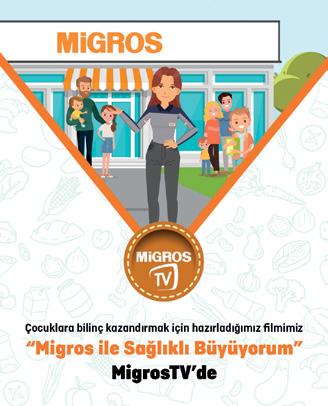 MiGROS
MiGROS
TV
Çocuklara bilinç kazandırmak için hazırladığımız filmimiz
“Migros ile Sağlıklı Büyüyorum”
MigrosTV’de